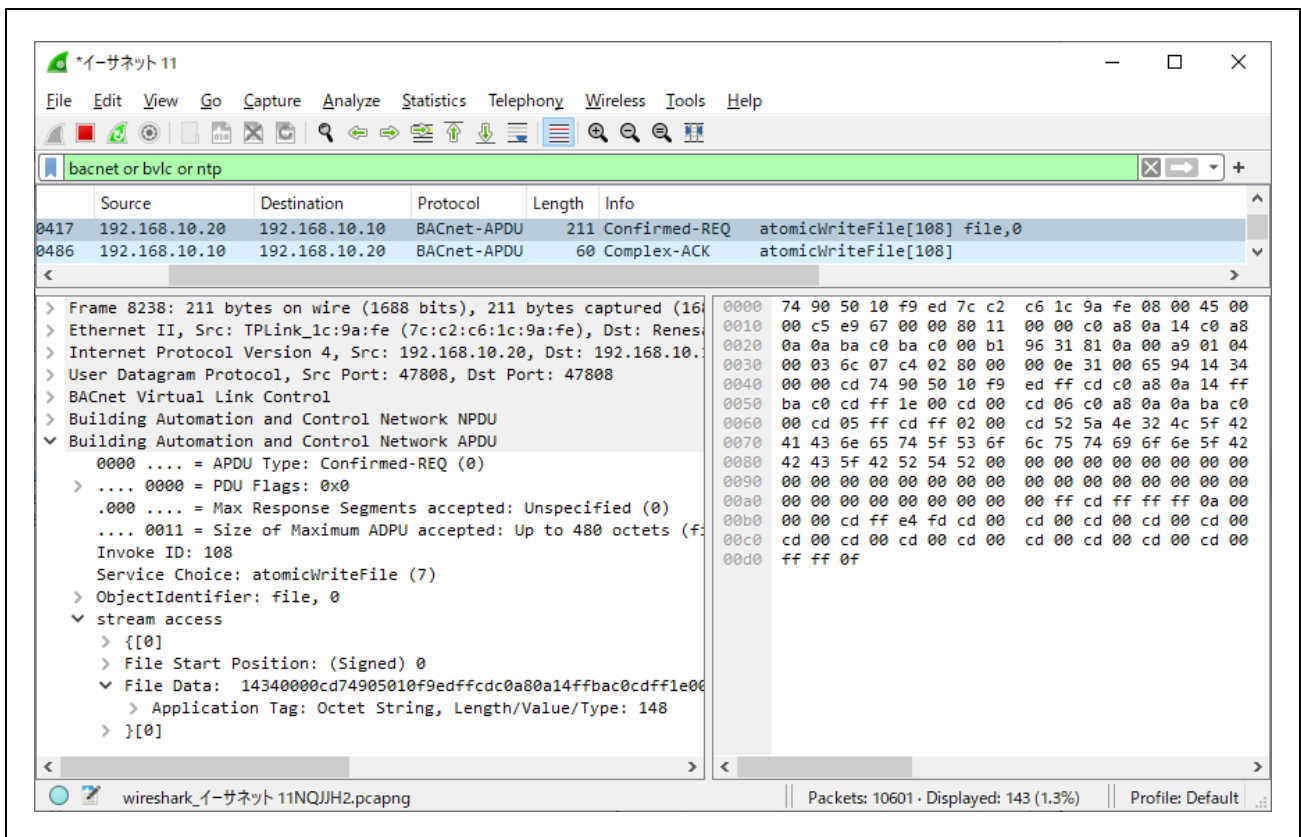 *イーサネット 11
File Edit View Go Capture Analyze Statistics Telephony Wireless Tools Help
bacnet or bvlc or ntp
Source Destination Protocol Length Info
0417 192.168.10.20 192.168.10.10 BACnet-APDU 211 Confirmed-REQ atomicWriteFile[108] file,0
0486 192.168.10.10 192.168.10.20 BACnet-APDU 60 Complex-ACK atomicWriteFile[108]
> Frame 8238: 211 bytes on wire (1688 bits), 211 bytes captured (168
> Ethernet II, Src: TPLink_1c:9a:fe (7c:c2:c6:1c:9a:fe), Dst: Renesa
> Internet Protocol Version 4, Src: 192.168.10.20, Dst: 192.168.10.1
> User Datagram Protocol, Src Port: 47808, Dst Port: 47808
> BACnet Virtual Link Control
> Building Automation and Control Network NPDU
Building Automation and Control Network APDU
0000 .... = APDU Type: Confirmed-REQ (0)
> .... 0000 = PDU Flags: 0x0
.000 .... = Max Response Segments accepted: Unspecified (0)
.... 0011 = Size of Maximum ADPU accepted: Up to 480 octets (fi
Invoke ID: 108
Service Choice: atomicWriteFile (7)
> ObjectIdentifier: file, 0
stream access
> {[0]
> File Start Position: (Signed) 0
File Data: 14340000cd74905010f9edffcdc0a80a14ffbac0cdff1e00
> Application Tag: Octet String, Length/Value/Type: 148
> }[0]
0000 74 90 50 10 f9 ed 7c c2 c6 1c 9a fe 08 00 45 00
0010 00 c5 e9 67 00 00 80 11 00 00 c0 a8 0a 14 c0 a8
0020 0a 0a ba c0 ba c0 00 b1 96 31 81 0a 00 a9 01 04
0030 00 03 6c 07 c4 02 80 00 00 0e 31 00 65 94 14 34
0040 00 00 cd 74 90 50 10 f9 ed ff cd c0 a8 0a 14 ff
0050 ba c0 cd ff 1e 00 cd 00 cd 06 c0 a8 0a 0a ba c0
0060 00 cd 05 ff cd ff 02 00 cd 52 5a 4e 32 4c 5f 42
0070 41 43 6e 65 74 5f 53 6f 6c 75 74 69 6f 6e 5f 42
0080 42 43 5f 42 52 54 52 00 00 00 00 00 00 00 00 00
0090 00 00 00 00 00 00 00 00 00 00 00 00 00 00 00 00
00a0 00 00 00 00 00 00 00 00 00 ff cd ff ff ff 0a 00
00b0 00 00 cd ff e4 fd cd 00 cd 00 cd 00 cd 00 cd 00
00c0 cd 00 cd 00 cd 00 cd 00 cd 00 cd 00 cd 00 cd 00
00d0 ff ff 0f
wireshark_イーサネット 11NQJJH2.pcapng Packets: 10601 · Displayed: 143 (1.3%) Profile: Default